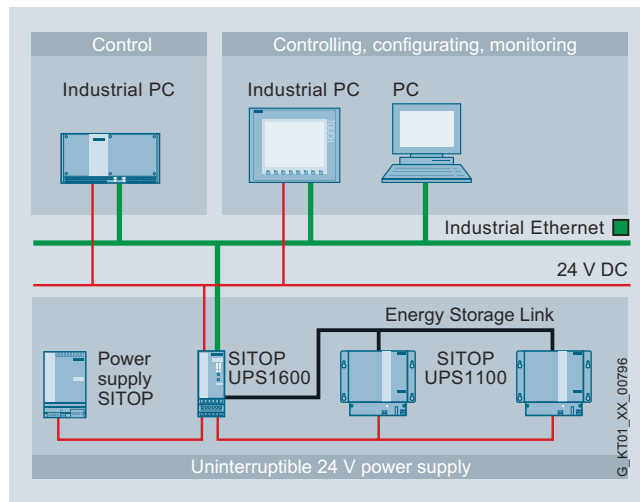 Control
Controlling, configurating, monitoring
Industrial PC
Industrial PC
PC
Industrial Ethernet
24 V DC
Energy Storage Link
Power
supply
SITOP
SITOP
UPS1600
SITOP
UPS1100
G_KT01_XX_00796
Uninterruptible 24 V power supply